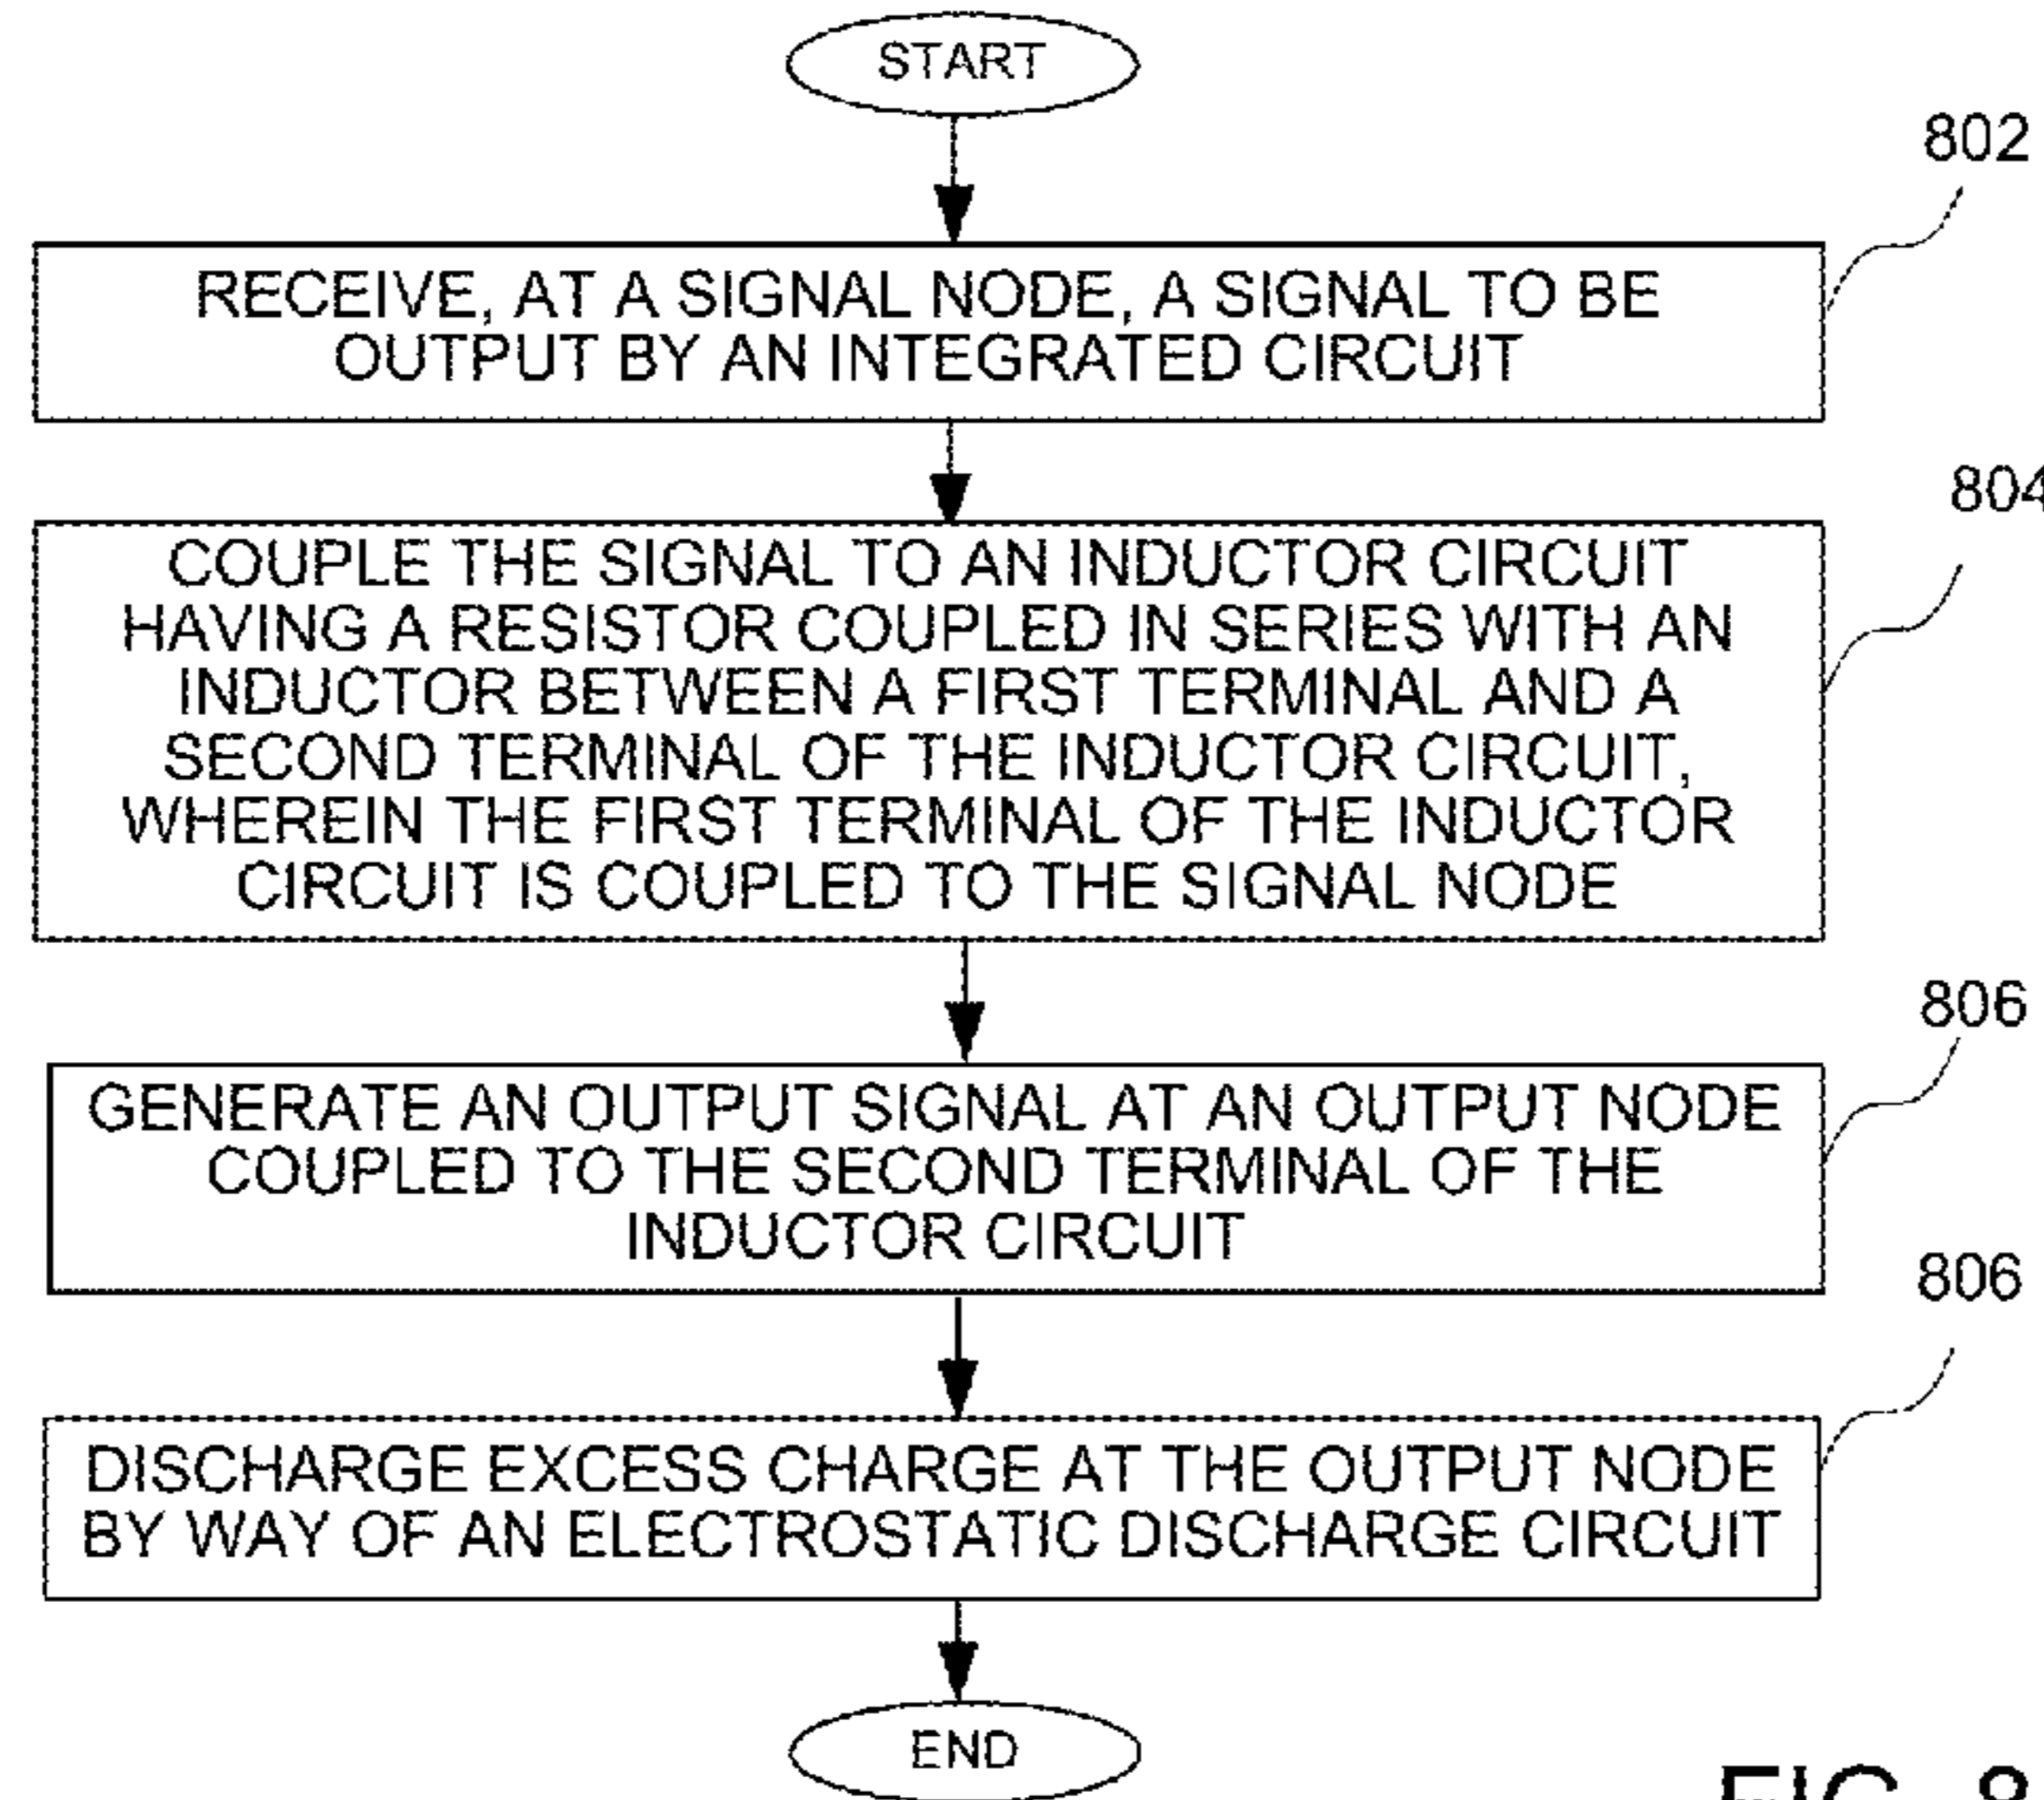 START
802
RECEIVE, AT A SIGNAL NODE, A SIGNAL TO BE
OUTPUT BY AN INTEGRATED CIRCUIT
804
COUPLE THE SIGNAL TO AN INDUCTOR CIRCUIT
HAVING A RESISTOR COUPLED IN SERIES WITH AN
INDUCTOR BETWEEN A FIRST TERMINAL AND A
SECOND TERMINAL OF THE INDUCTOR CIRCUIT,
WHEREIN THE FIRST TERMINAL OF THE INDUCTOR
CIRCUIT IS COUPLED TO THE SIGNAL NODE
806
GENERATE AN OUTPUT SIGNAL AT AN OUTPUT NODE
COUPLED TO THE SECOND TERMINAL OF THE
INDUCTOR CIRCUIT
806
DISCHARGE EXCESS CHARGE AT THE OUTPUT NODE
BY WAY OF AN ELECTROSTATIC DISCHARGE CIRCUIT
END
FIG. 8